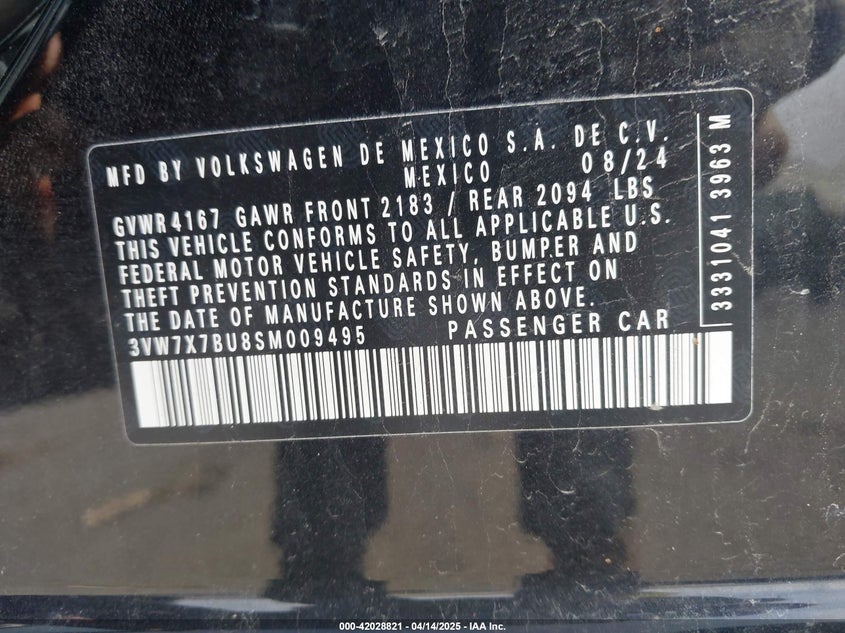 MFD BY VOLKSWAGEN DE MEXICO S.A. DE C.V.
MEXICO 08/24
GVWR 4167 GAWR FRONT 2183 / REAR 2094 LBS
THIS VEHICLE CONFORMS TO ALL APPLICABLE U.S.
FEDERAL MOTOR VEHICLE SAFETY, BUMPER AND
THEFT PREVENTION STANDARDS IN EFFECT ON
THE DATE OF MANUFACTURE SHOWN ABOVE.
3VW7X7BU8SM009495 PASSENGER CAR
3331041 3963 M
000-42028821 - 04/14/2025 - IAA Inc.